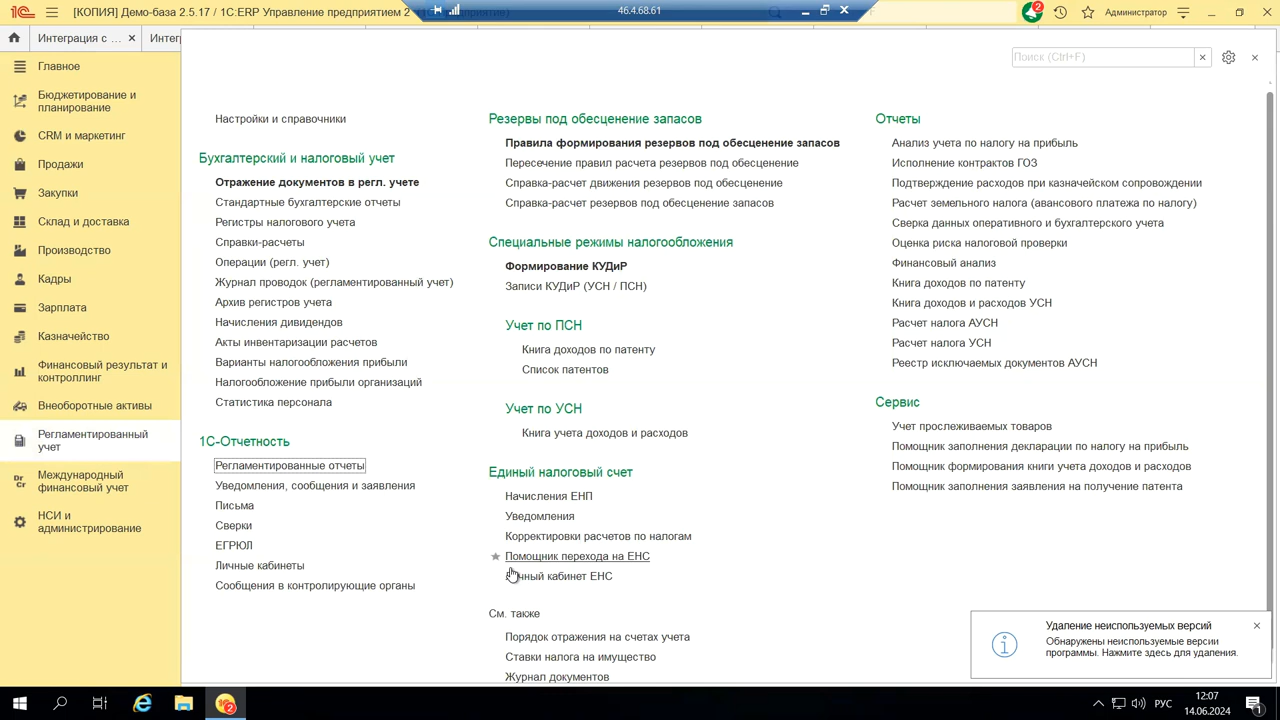 [КОПИЯ] Демо-база 2.5.17 / 1С:ERP Управление предприятием 2
46.4.68.61
2
Администратор
Интеграция с ...
Интег
Поиск (Ctrl+F)
Главное
Бюджетирование и
планирование
CRM и маркетинг
Продажи
Закупки
Склад и доставка
Производство
Кадры
Зарплата
Казначейство
Финансовый результат и
контроллинг
Внеоборотные активы
Регламентированный
учет
Международный
финансовый учет
НСИ и
администрирование
Настройки и справочники
Бухгалтерский и налоговый учет
Отражение документов в регл. учете
Стандартные бухгалтерские отчеты
Регистры налогового учета
Справки-расчеты
Операции (регл. учет)
Журнал проводок (регламентированный учет)
Архив регистров учета
Начисления дивидендов
Акты инвентаризации расчетов
Варианты налогообложения прибыли
Налогообложение прибыли организаций
Статистика персонала
1С-Отчетность
Регламентированные отчеты
Уведомления, сообщения и заявления
Письма
Сверки
ЕГРЮЛ
Личные кабинеты
Сообщения в контролирующие органы
Резервы под обесценение запасов
Правила формирования резервов под обесценение запасов
Пересечение правил расчета резервов под обесценение
Справка-расчет движения резервов под обесценение
Справка-расчет резервов под обесценение запасов
Специальные режимы налогообложения
Формирование КУДиР
Записи КУДиР (УСН / ПСН)
Учет по ПСН
Книга доходов по патенту
Список патентов
Учет по УСН
Книга учета доходов и расходов
Единый налоговый счет
Начисления ЕНП
Уведомления
Корректировки расчетов по налогам
Помощник перехода на ЕНС
кабинет ЕНС
См. также
Порядок отражения на счетах учета
Ставки налога на имущество
Журнал документов
Отчеты
Анализ учета по налогу на прибыль
Исполнение контрактов ГОЗ
Подтверждение расходов при казначейском сопровождении
Расчет земельного налога (авансового платежа по налогу)
Сверка данных оперативного и бухгалтерского учета
Оценка риска налоговой проверки
Финансовый анализ
Книга доходов по патенту
Книга доходов и расходов УСН
Расчет налога АУСН
Расчет налога УСН
Реестр исключаемых документов АУСН
Сервис
Учет прослеживаемых товаров
Помощник заполнения декларации по налогу на прибыль
Помощник формирования книги учета доходов и расходов
Помощник заполнения заявления на получение патента
Удаление неиспользуемых версий
Обнаружены неиспользуемые версии
программы. Нажмите здесь для удаления.
2
РУС
12:07
14.06.2024
1